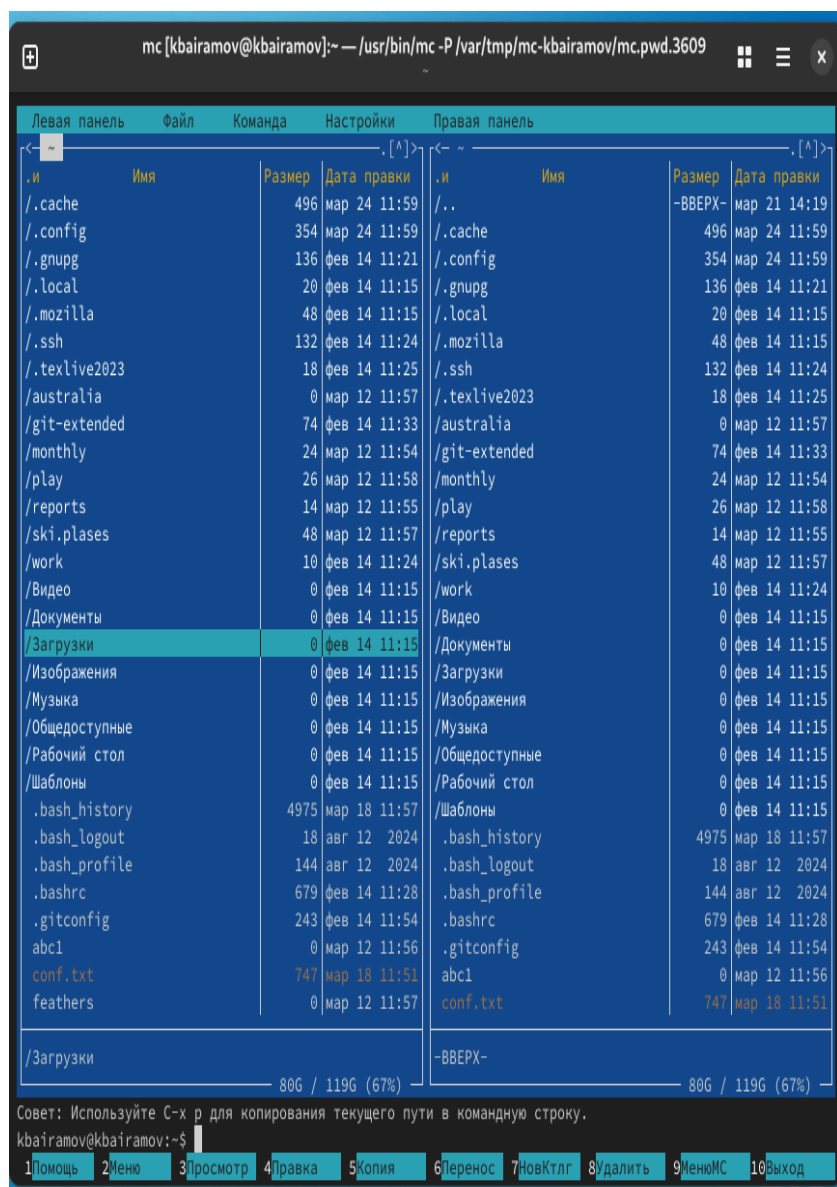 mc [kbairamov@kbairamov]:~ — /usr/bin/mc -P /var/tmp/mc-kbairamov/mc.pwd.3609
~
Левая панель Файл Команда Настройки Правая панель
<- ~ .[^]> <- ~ .[^]>
.и Имя Размер Дата правки .и Имя Размер Дата правки
/.cache 496 мар 24 11:59 /.. -ВВЕРХ- мар 21 14:19
/.config 354 мар 24 11:59 /.cache 496 мар 24 11:59
/.gnupg 136 фев 14 11:21 /.config 354 мар 24 11:59
/.local 20 фев 14 11:15 /.gnupg 136 фев 14 11:21
/.mozilla 48 фев 14 11:15 /.local 20 фев 14 11:15
/.ssh 132 фев 14 11:24 /.mozilla 48 фев 14 11:15
/.texlive2023 18 фев 14 11:25 /.ssh 132 фев 14 11:24
/australia 0 мар 12 11:57 /.texlive2023 18 фев 14 11:25
/git-extended 74 фев 14 11:33 /australia 0 мар 12 11:57
/monthly 24 мар 12 11:54 /git-extended 74 фев 14 11:33
/play 26 мар 12 11:58 /monthly 24 мар 12 11:54
/reports 14 мар 12 11:55 /play 26 мар 12 11:58
/ski.plases 48 мар 12 11:57 /reports 14 мар 12 11:55
/work 10 фев 14 11:24 /ski.plases 48 мар 12 11:57
/Видео 0 фев 14 11:15 /work 10 фев 14 11:24
/Документы 0 фев 14 11:15 /Видео 0 фев 14 11:15
/Загрузки 0 фев 14 11:15 /Документы 0 фев 14 11:15
/Изображения 0 фев 14 11:15 /Загрузки 0 фев 14 11:15
/Музыка 0 фев 14 11:15 /Изображения 0 фев 14 11:15
/Общедоступные 0 фев 14 11:15 /Музыка 0 фев 14 11:15
/Рабочий стол 0 фев 14 11:15 /Общедоступные 0 фев 14 11:15
/Шаблоны 0 фев 14 11:15 /Рабочий стол 0 фев 14 11:15
.bash_history 4975 мар 18 11:57 /Шаблоны 0 фев 14 11:15
.bash_logout 18 авг 12 2024 .bash_history 4975 мар 18 11:57
.bash_profile 144 авг 12 2024 .bash_logout 18 авг 12 2024
.bashrc 679 фев 14 11:28 .bash_profile 144 авг 12 2024
.gitconfig 243 фев 14 11:54 .bashrc 679 фев 14 11:28
abc1 0 мар 12 11:56 .gitconfig 243 фев 14 11:54
conf.txt 747 мар 18 11:51 abc1 0 мар 12 11:56
feathers 0 мар 12 11:57 conf.txt 747 мар 18 11:51
/Загрузки -ВВЕРХ-
80G / 119G (67%) 80G / 119G (67%)
Совет: Используйте C-x p для копирования текущего пути в командную строку.
kbairamov@kbairamov:~$
1Помощь 2Меню 3Просмотр 4Правка 5Копия 6Перенос 7НовКтлг 8Удалить 9МенюMC 10Выход